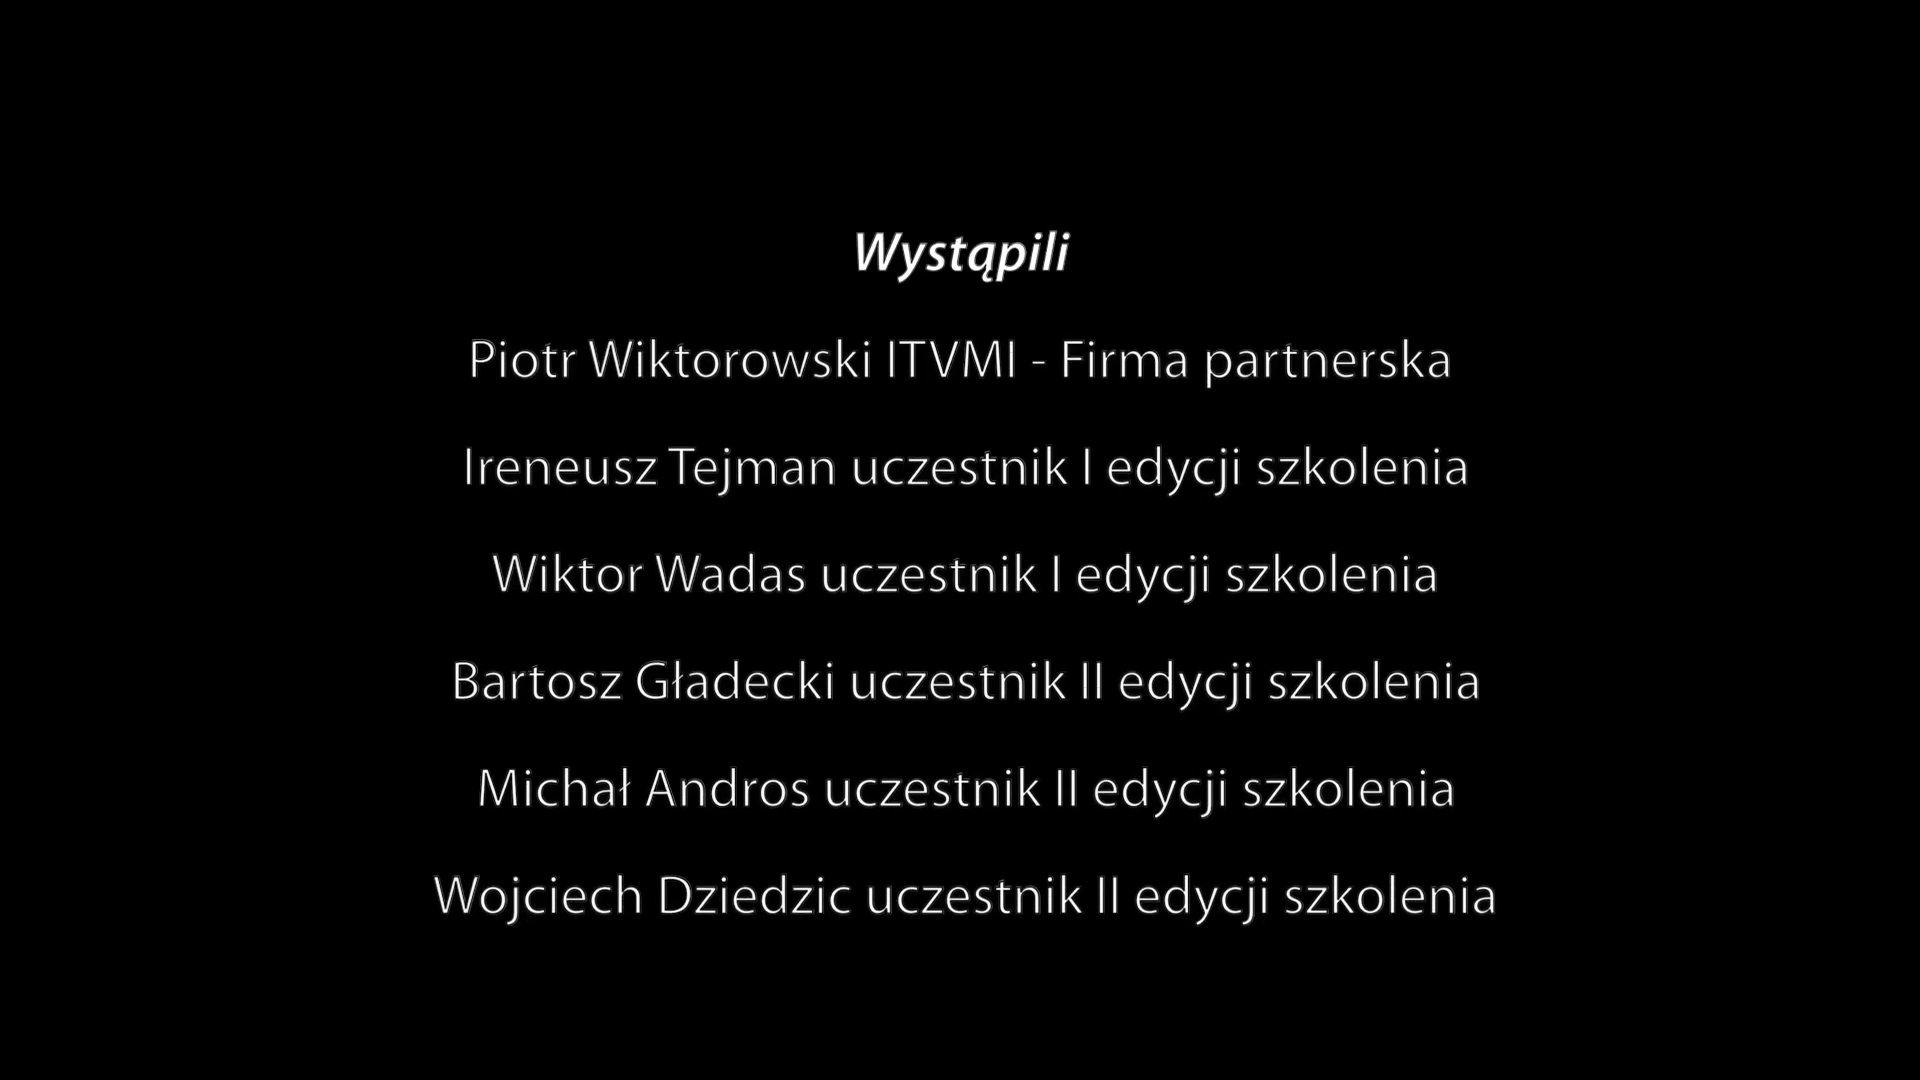 Wystąpili
Piotr Wiktorowski ITVMI - Firma partnerska
Ireneusz Tejman uczestnik I edycji szkolenia
Wiktor Wadas uczestnik I edycji szkolenia
Bartosz Gładecki uczestnik II edycji szkolenia
Michał Andros uczestnik II edycji szkolenia
Wojciech Dziedzic uczestnik II edycji szkolenia